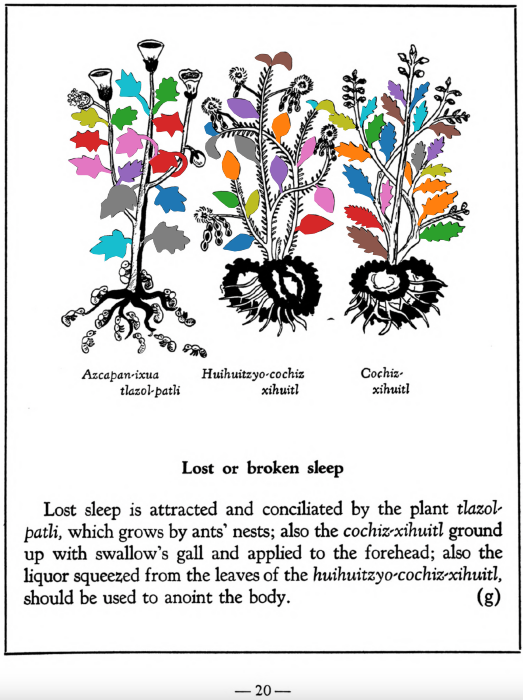 Azcapan-ixua
tlazol-patli
Huihuitzyo-cochiz
xihuitl
Cochiz-
xihuitl
Lost or broken sleep
Lost sleep is attracted and conciliated by the plant tlazol-
patli, which grows by ants' nests; also the cochiz-xihuitl ground
up with swallow's gall and applied to the forehead; also the
liquor squeezed from the leaves of the huihuitzyo-cochiz-xihuitl,
should be used to anoint the body. (g)
— 20 —